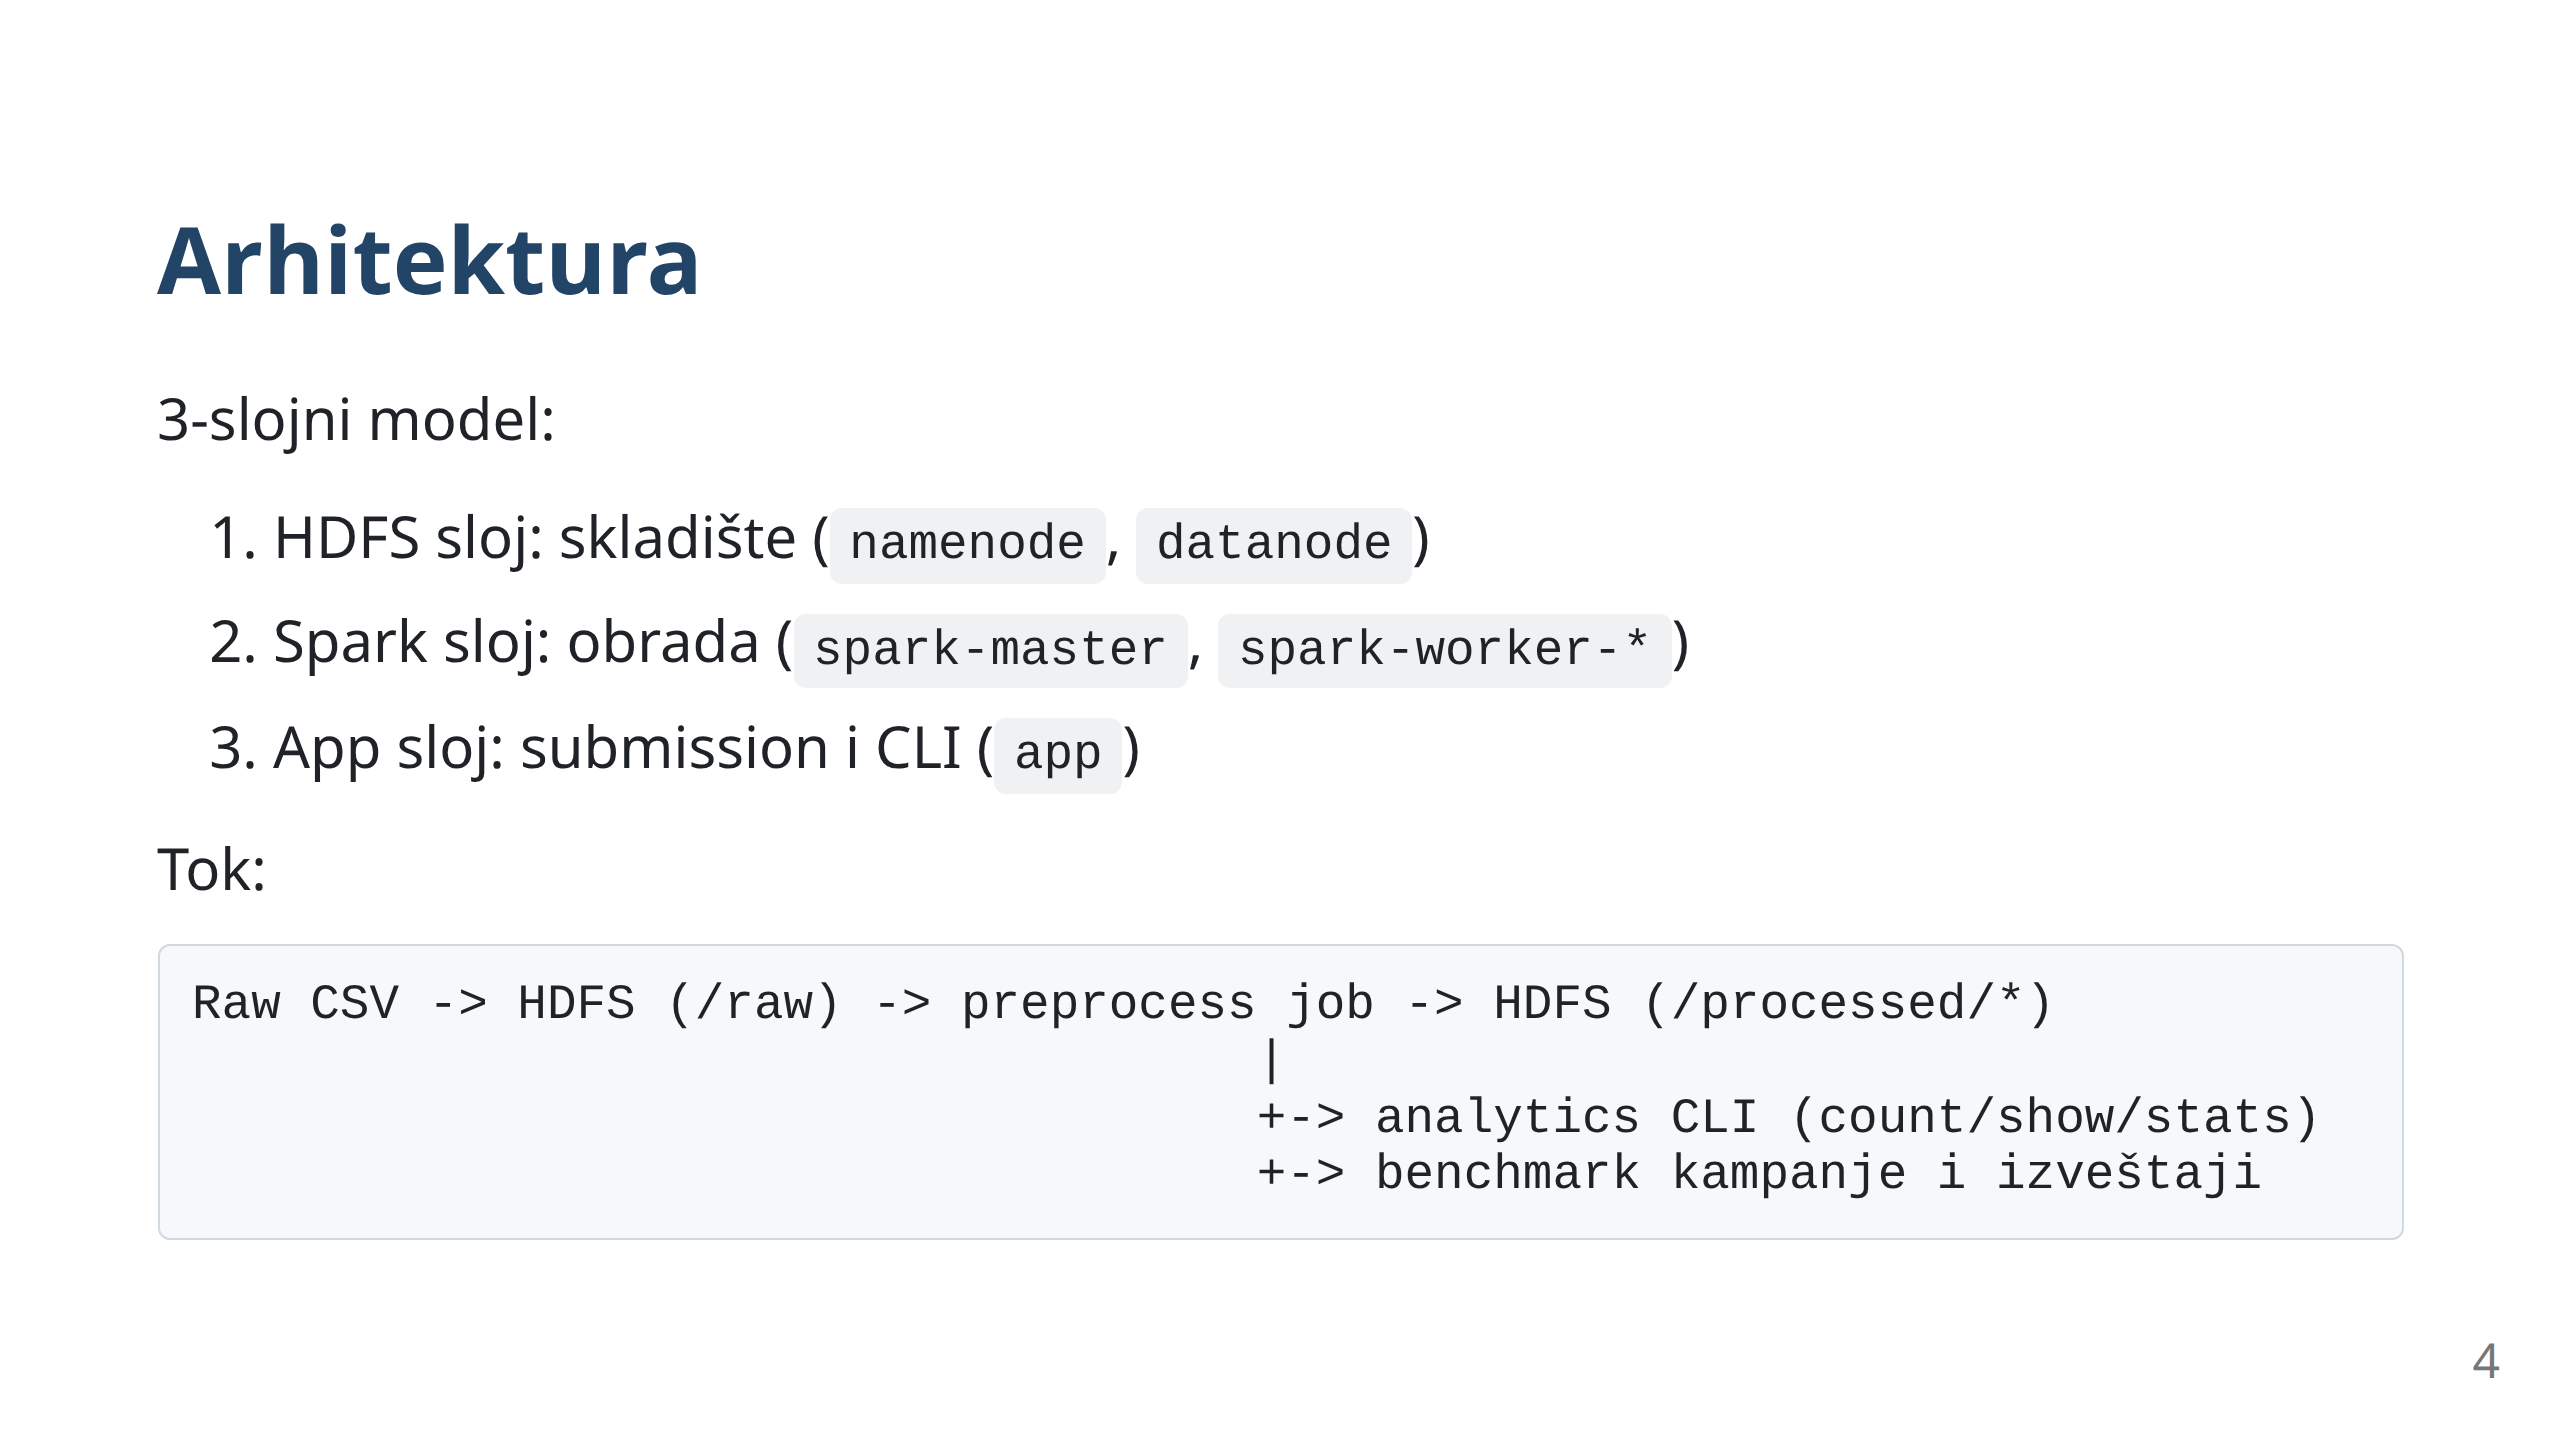 Arhitektura
3-slojni model:
1. HDFS sloj: skladište (namenode, datanode)
2. Spark sloj: obrada (spark-master, spark-worker-*)
3. App sloj: submission i CLI (app)
Tok:
Raw CSV -> HDFS (/raw) -> preprocess job -> HDFS (/processed/*)
                                    |
                                    +-> analytics CLI (count/show/stats)
                                    +-> benchmark kampanje i izveštaji
4